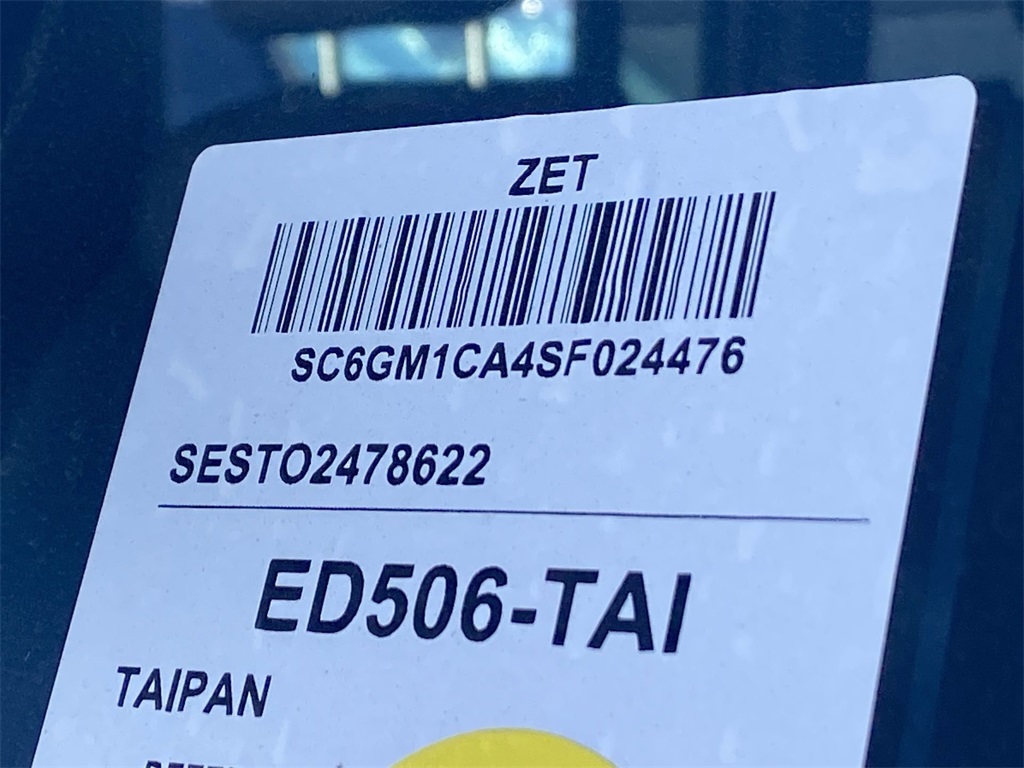 ZET
SC6GM1CA4SF024476
SESTO2478622
ED506-TAI
TAIPAN